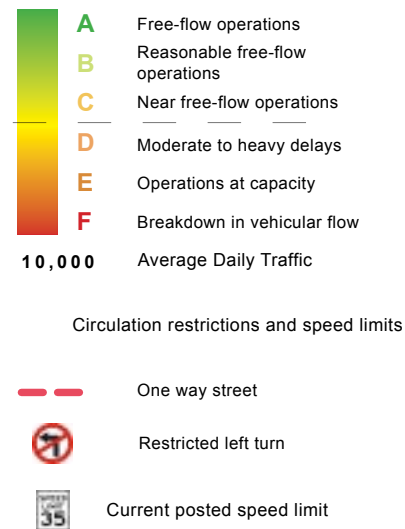 A Free-flow operations
B Reasonable free-flow
operations
C Near free-flow operations
D Moderate to heavy delays
E Operations at capacity
F Breakdown in vehicular flow
10,000 Average Daily Traffic
Circulation restrictions and speed limits
One way street
Restricted left turn
SPEED
LIMIT
35 Current posted speed limit